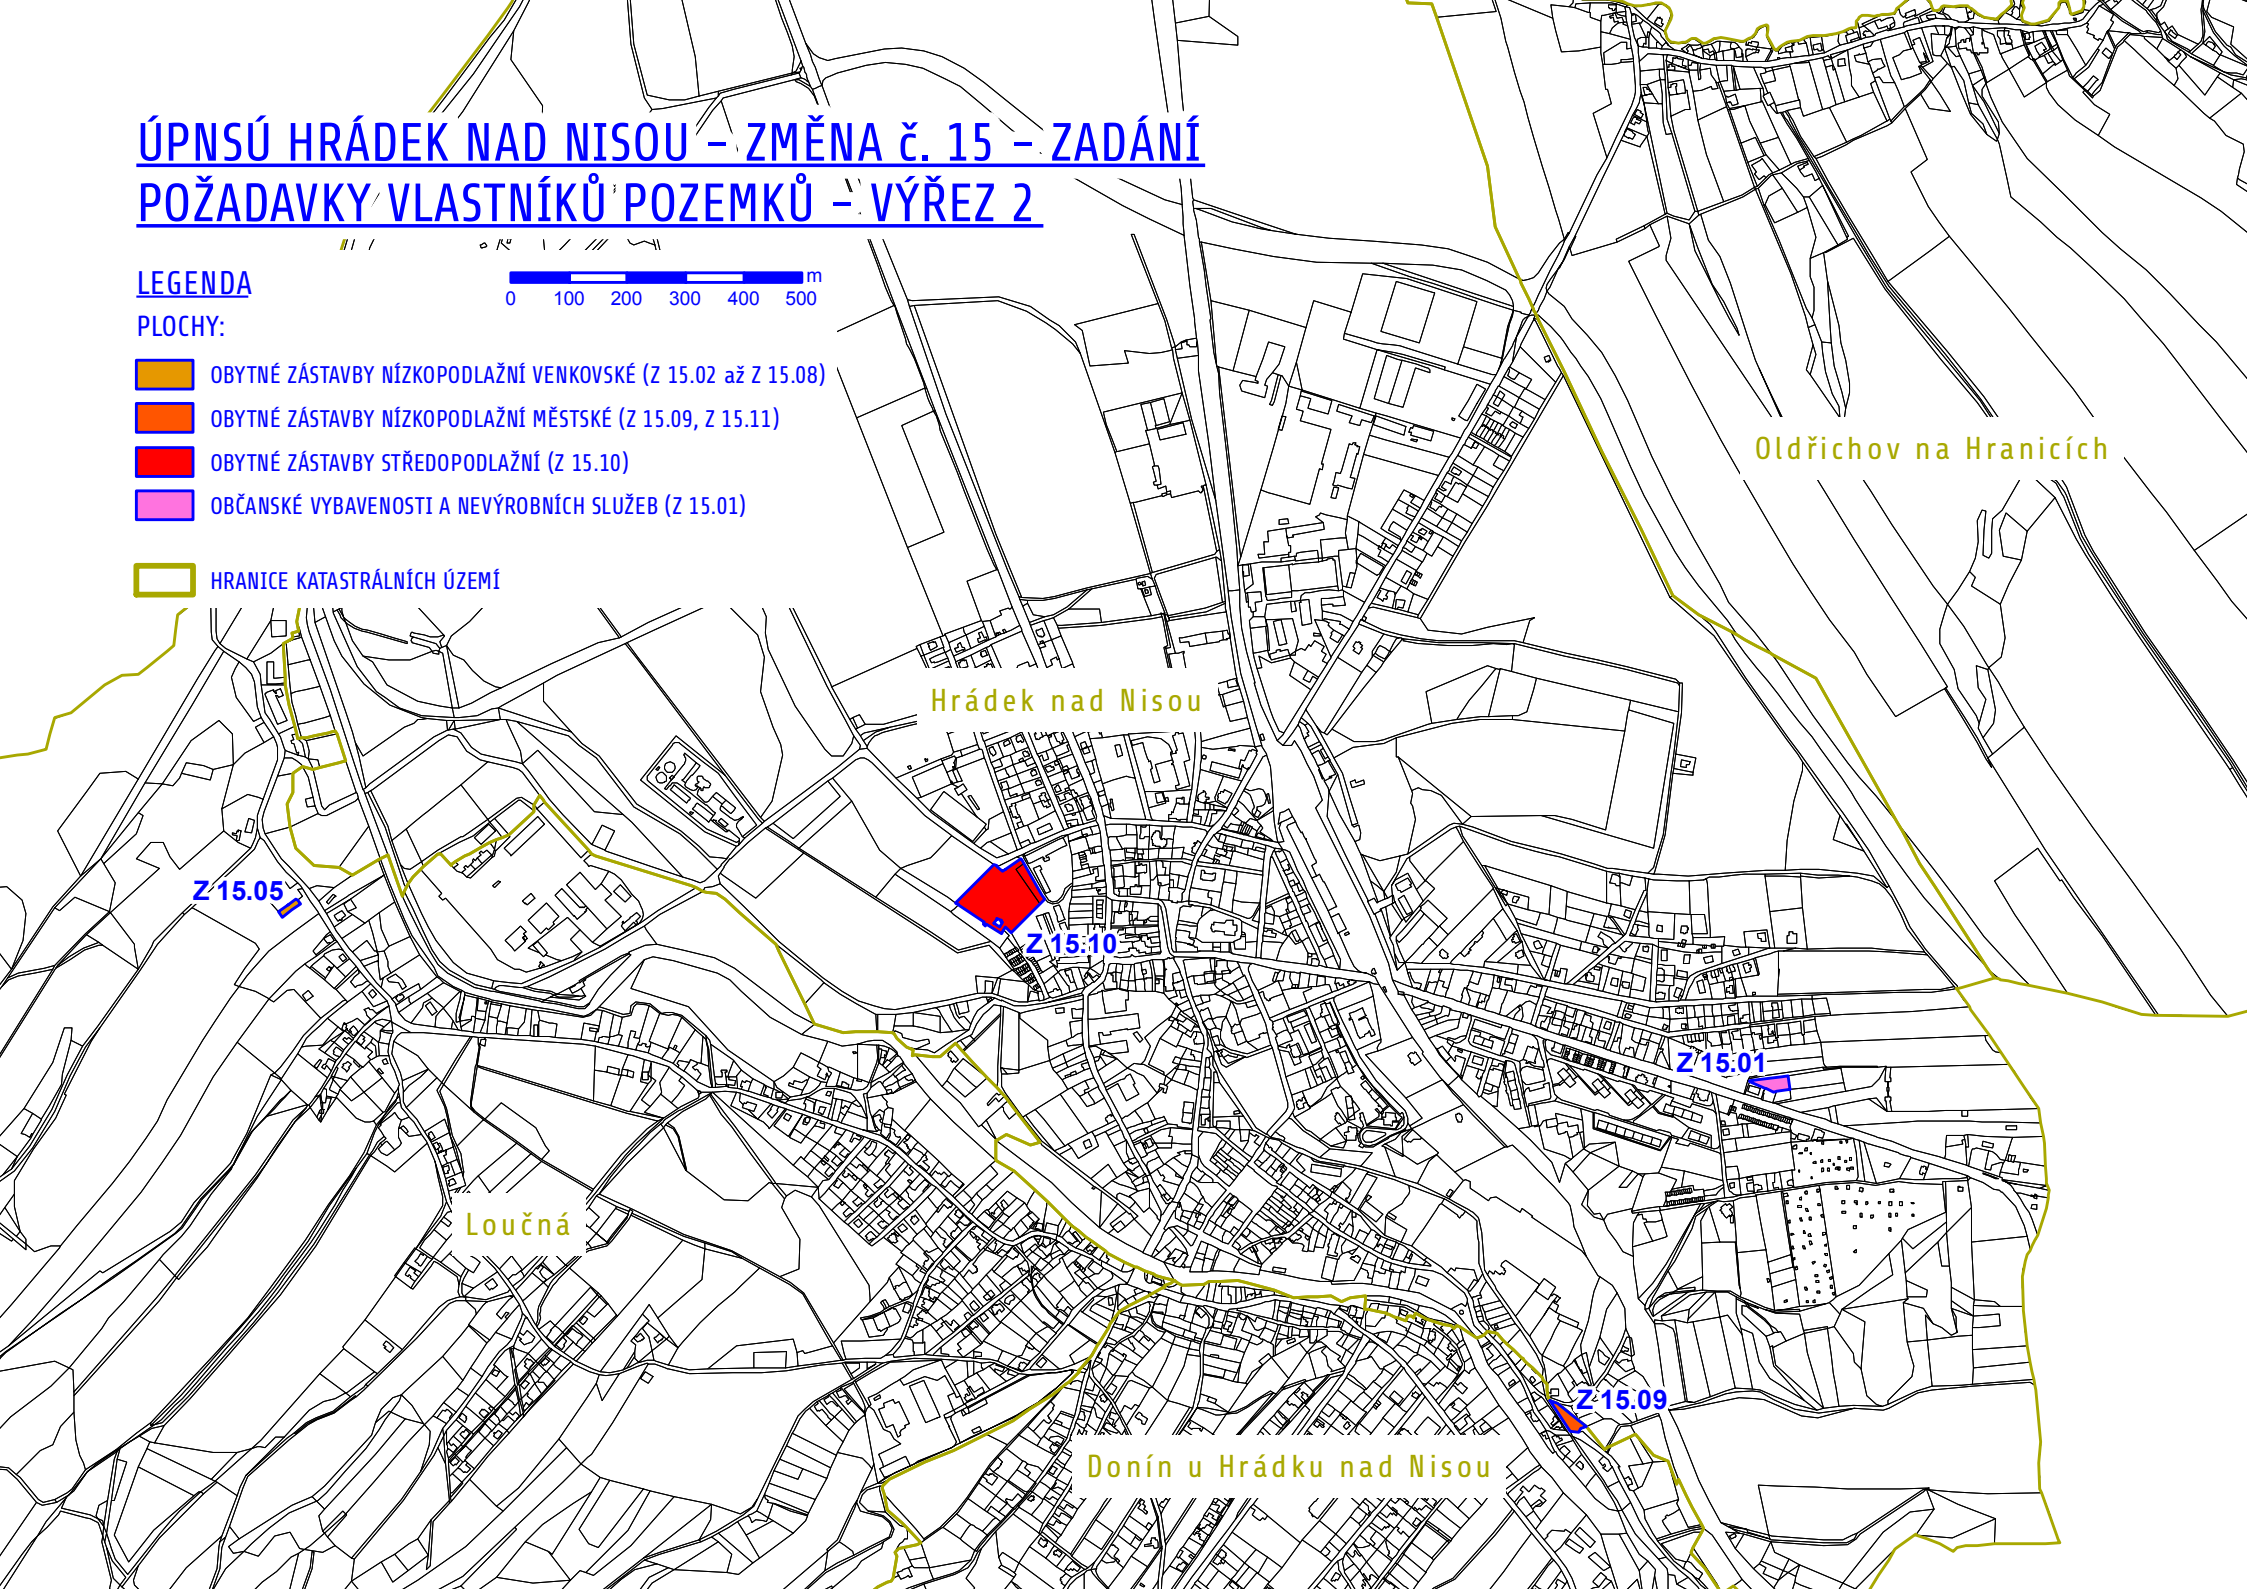 ÚPNSÚ HRÁDEK NAD NISOU – ZMĚNA č. 15 – ZADÁNÍ
POŽADAVKY VLASTNÍKŮ POZEMKŮ – VÝŘEZ 2
LEGENDA
m
0 100 200 300 400 500
PLOCHY:
OBYTNÉ ZÁSTAVBY NÍZKOPODLAŽNÍ VENKOVSKÉ (Z 15.02 až Z 15.08)
OBYTNÉ ZÁSTAVBY NÍZKOPODLAŽNÍ MĚSTSKÉ (Z 15.09, Z 15.11)
OBYTNÉ ZÁSTAVBY STŘEDOPODLAŽNÍ (Z 15.10)
OBČANSKÉ VYBAVENOSTI A NEVÝROBNÍCH SLUŽEB (Z 15.01)
HRANICE KATASTRÁLNÍCH ÚZEMÍ
Oldřichov na Hranicích
Hrádek nad Nisou
Z 15.05
Z 15.10
Z 15.01
Loučná
Z 15.09
Donín u Hrádku nad Nisou